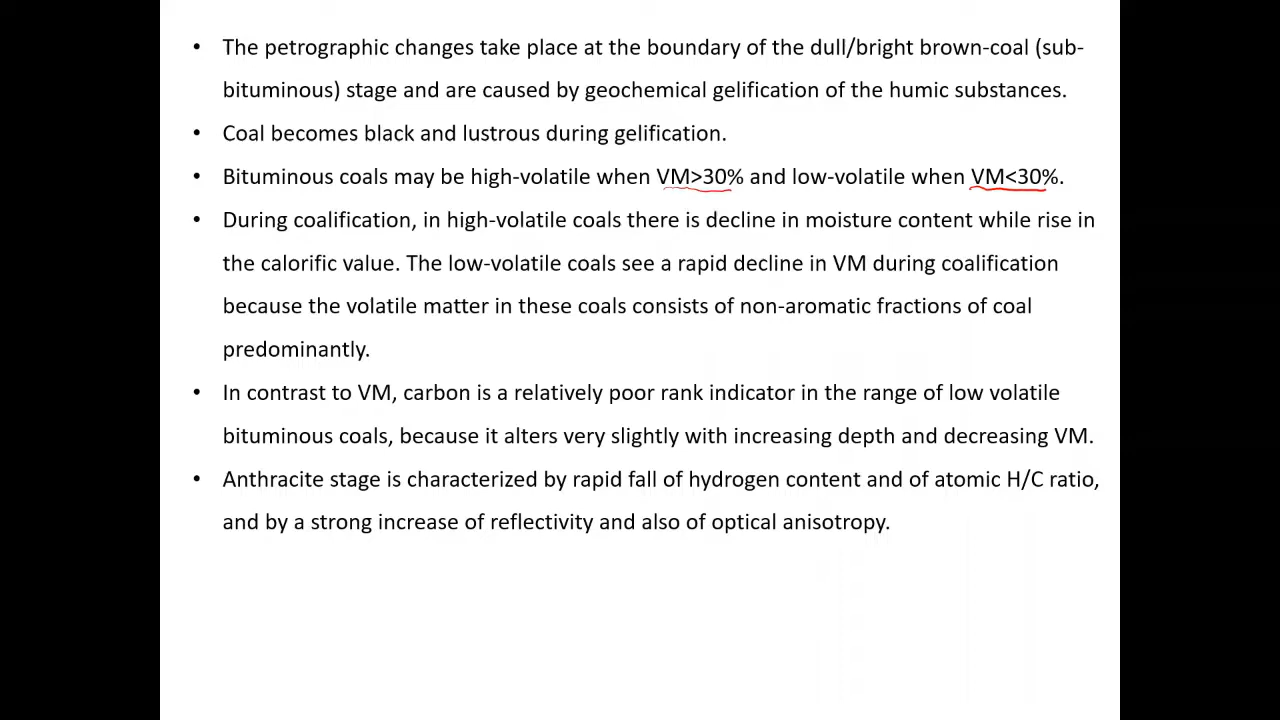 • The petrographic changes take place at the boundary of the dull/bright brown-coal (sub-
bituminous) stage and are caused by geochemical gelification of the humic substances.
• Coal becomes black and lustrous during gelification.
• Bituminous coals may be high-volatile when VM>30% and low-volatile when VM<30%.
• During coalification, in high-volatile coals there is decline in moisture content while rise in
the calorific value. The low-volatile coals see a rapid decline in VM during coalification
because the volatile matter in these coals consists of non-aromatic fractions of coal
predominantly.
• In contrast to VM, carbon is a relatively poor rank indicator in the range of low volatile
bituminous coals, because it alters very slightly with increasing depth and decreasing VM.
• Anthracite stage is characterized by rapid fall of hydrogen content and of atomic H/C ratio,
and by a strong increase of reflectivity and also of optical anisotropy.